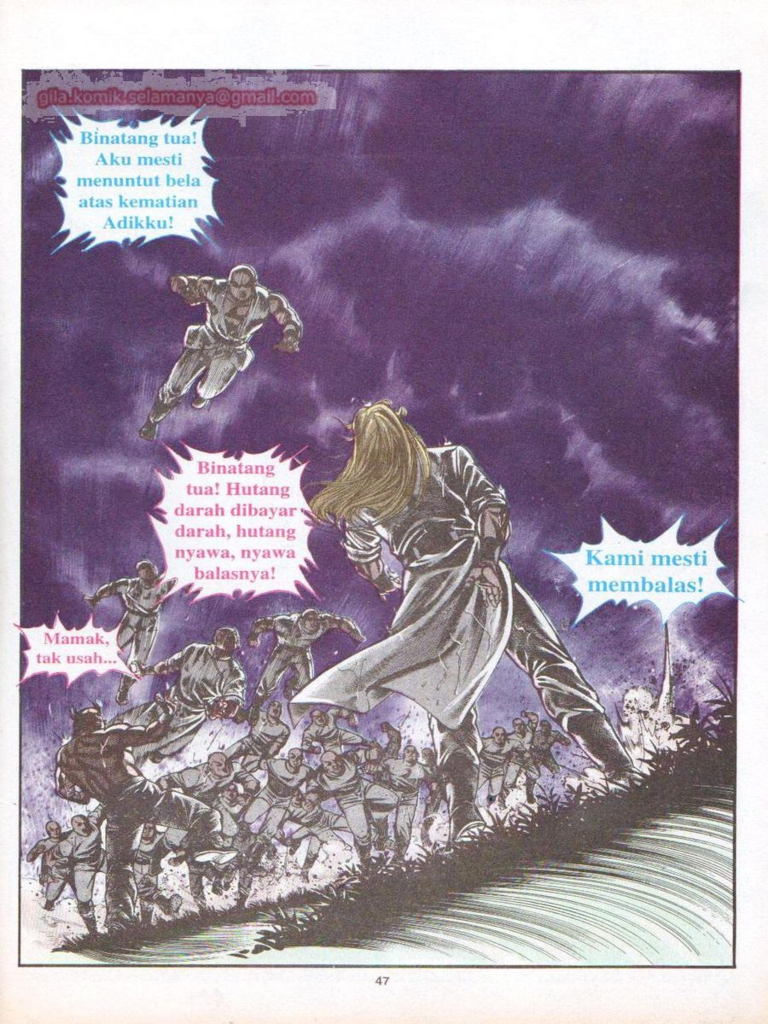 gila.komik.selamanya@gmail.com
Binatang tua!
Aku mesti
menuntut bela
atas kematian
Adikku!
Binatang
tua! Hutang
darah dibayar
darah, hutang
nyawa, nyawa
balasnya!
Kami mesti
membalas!
Mamak,
tak usah...
47